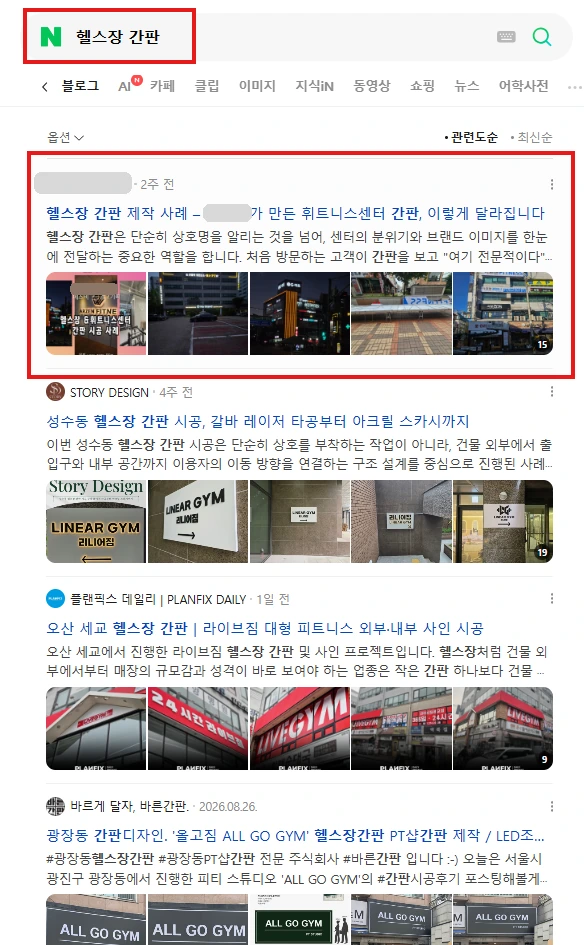 N 헬스장 간판
블로그 AI N 카페 클립 이미지 지식iN 동영상 쇼핑 뉴스 어학사전
옵션 • 관련도순 • 최신순
· 2주 전
헬스장 간판 제작 사례 – 가 만든 휘트니스센터 간판, 이렇게 달라집니다
헬스장 간판은 단순히 상호명을 알리는 것을 넘어, 센터의 분위기와 브랜드 이미지를 한눈
에 전달하는 중요한 역할을 합니다. 처음 방문하는 고객이 간판을 보고 "여기 전문적이다"...
헬스장 & 휘트니스센터
간판 시공 사례
15
STORY DESIGN · 4주 전
성수동 헬스장 간판 시공, 갈바 레이저 타공부터 아크릴 스카시까지
이번 성수동 헬스장 간판 시공은 단순히 상호를 부착하는 작업이 아니라, 건물 외부에서 출
입구와 내부 공간까지 이용자의 이동 방향을 연결하는 구조 설계를 중심으로 진행된 사례...
Story Design
LINEAR GYM
리니어짐
LINEAR GYM
리니어짐
LINEAR GYM
LINEAR GYM
리니어짐
LINEAR GYM
19
플랜픽스 데일리 | PLANFIX DAILY · 1일 전
오산 세교 헬스장 간판 | 라이브짐 대형 피트니스 외부·내부 사인 시공
오산 세교에서 진행한 라이브짐 헬스장 간판 및 사인 프로젝트입니다. 헬스장처럼 건물 외
부에서부터 매장의 규모감과 성격이 바로 보여야 하는 업종은 작은 간판 하나보다 건물 ...
24시간 라이브짐
LIVEGYM
LIVEGYM
PLANFIX PLANFIX PLANFIX PLANFIX PLANFIX
9
바르게 달자, 바른간판. · 2026.08.26.
광장동 간판디자인. '올고짐 ALL GO GYM' 헬스장간판 PT샵간판 제작 / LED조...
#광장동헬스장간판 #광장동PT샵간판 전문 주식회사 #바른간판 입니다 :-) 오늘은 서울시
광진구 광장동에서 진행한 피티 스튜디오 'ALL GO GYM'의 #간판시공후기 포스팅해볼게...
ALL GO GYM
ALL GO GYM
ALL GO GYM
PT STUDIO
ALL GO GYM
ALL GO GYM